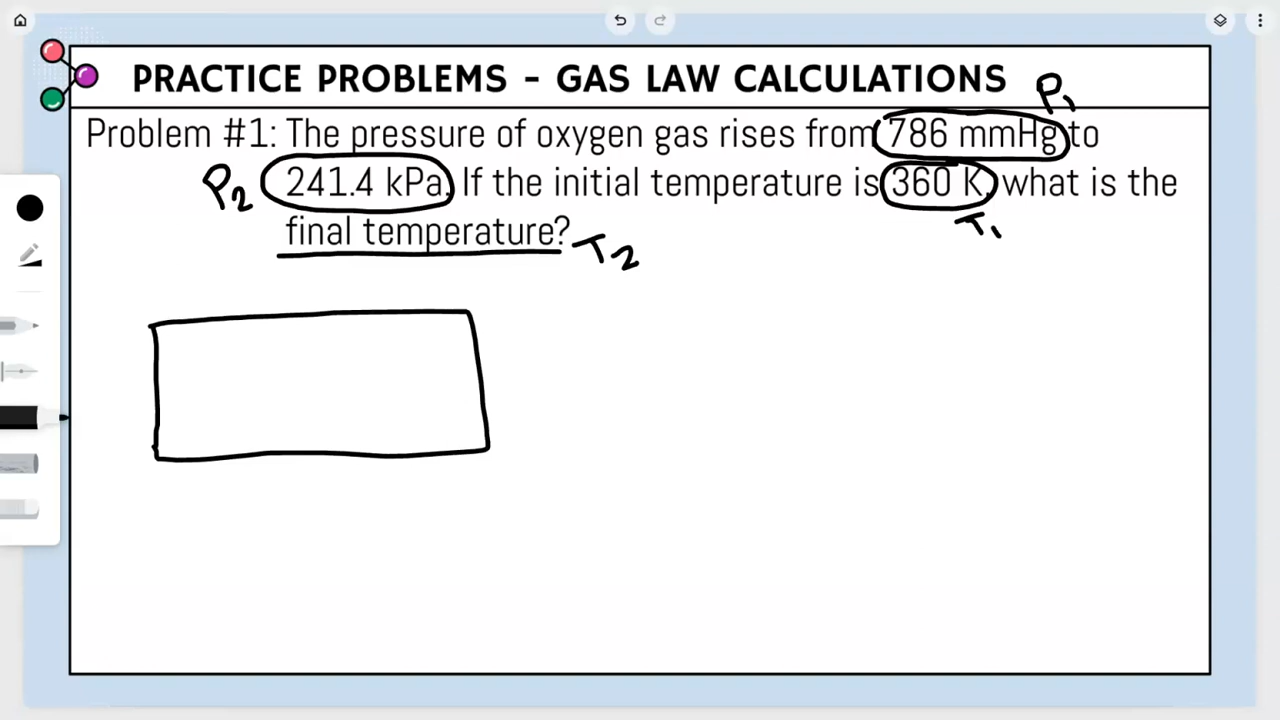 PRACTICE PROBLEMS - GAS LAW CALCULATIONS
P₁
Problem #1: The pressure of oxygen gas rises from 786 mmHg to
P₂ 241.4 kPa. If the initial temperature is 360 K, what is the
T₁
final temperature? T₂